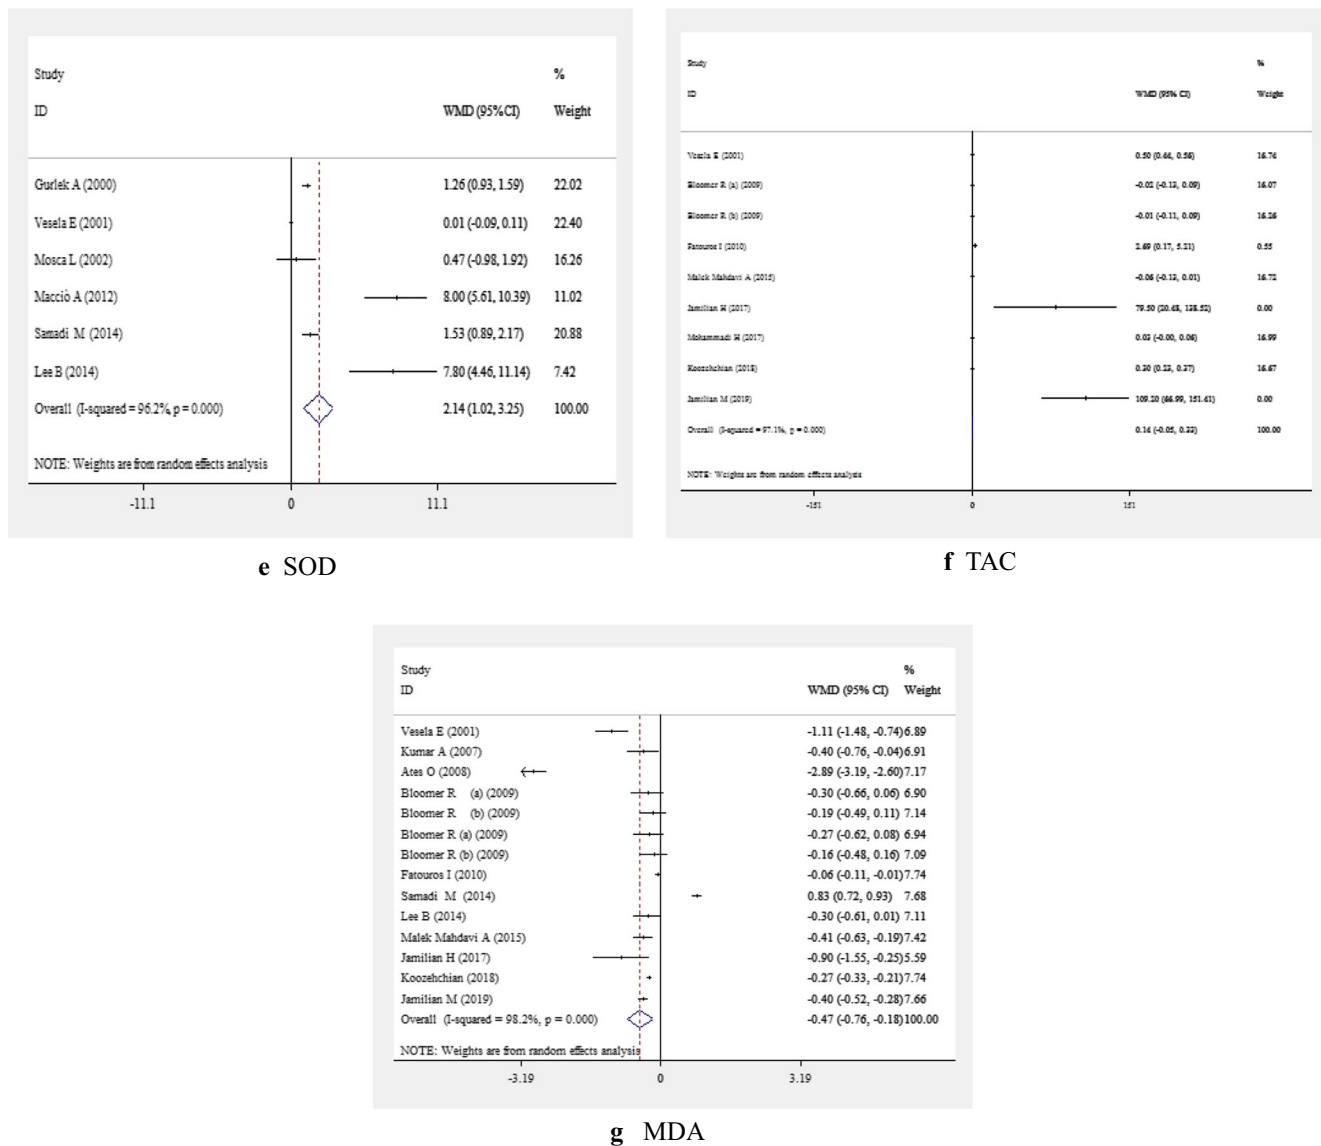 Study %
ID WMD (95%CI) Weight
Gurlek A (2000) 1.26 (0.93, 1.59) 22.02
Vesela E (2001) 0.01 (-0.09, 0.11) 22.40
Mosca L (2002) 0.47 (-0.98, 1.92) 16.26
Macciò A (2012) 8.00 (5.61, 10.39) 11.02
Samadi M (2014) 1.53 (0.89, 2.17) 20.88
Lee B (2014) 7.80 (4.46, 11.14) 7.42
Overall (I-squared = 96.2%, p = 0.000) 2.14 (1.02, 3.25) 100.00
NOTE: Weights are from random effects analysis
-11.1 0 11.1
e SOD
Study %
ID WMD (95% CI) Weight
Vesela E (2001) 0.50 (0.44, 0.56) 16.74
Bloomer R (a) (2009) -0.02 (-0.13, 0.09) 16.07
Bloomer R (b) (2009) -0.01 (-0.11, 0.09) 16.26
Fatouros I (2010) 2.69 (0.17, 5.21) 0.55
Malek Mahdavi A (2015) -0.06 (-0.13, 0.01) 16.72
Jamilian H (2017) 79.50 (20.48, 138.52) 0.00
Mohammadi H (2017) 0.03 (-0.00, 0.06) 16.99
Koozehchian (2018) 0.30 (0.23, 0.37) 16.67
Jamilian M (2019) 109.20 (66.99, 151.41) 0.00
Overall (I-squared = 97.1%, p = 0.000) 0.14 (-0.05, 0.33) 100.00
NOTE: Weights are from random effects analysis
-151 0 151
f TAC
Study %
ID WMD (95% CI) Weight
Vesela E (2001) -1.11 (-1.48, -0.74) 6.89
Kumar A (2007) -0.40 (-0.76, -0.04) 6.91
Ates O (2008) -2.89 (-3.19, -2.60) 7.17
Bloomer R (a) (2009) -0.30 (-0.66, 0.06) 6.90
Bloomer R (b) (2009) -0.19 (-0.49, 0.11) 7.14
Bloomer R (a) (2009) -0.27 (-0.62, 0.08) 6.94
Bloomer R (b) (2009) -0.16 (-0.48, 0.16) 7.09
Fatouros I (2010) -0.06 (-0.11, -0.01) 7.74
Samadi M (2014) 0.83 (0.72, 0.93) 7.68
Lee B (2014) -0.30 (-0.61, 0.01) 7.11
Malek Mahdavi A (2015) -0.41 (-0.63, -0.19) 7.42
Jamilian H (2017) -0.90 (-1.55, -0.25) 5.59
Koozehchian (2018) -0.27 (-0.33, -0.21) 7.74
Jamilian M (2019) -0.40 (-0.52, -0.28) 7.66
Overall (I-squared = 98.2%, p = 0.000) -0.47 (-0.76, -0.18) 100.00
NOTE: Weights are from random effects analysis
-3.19 0 3.19
g MDA